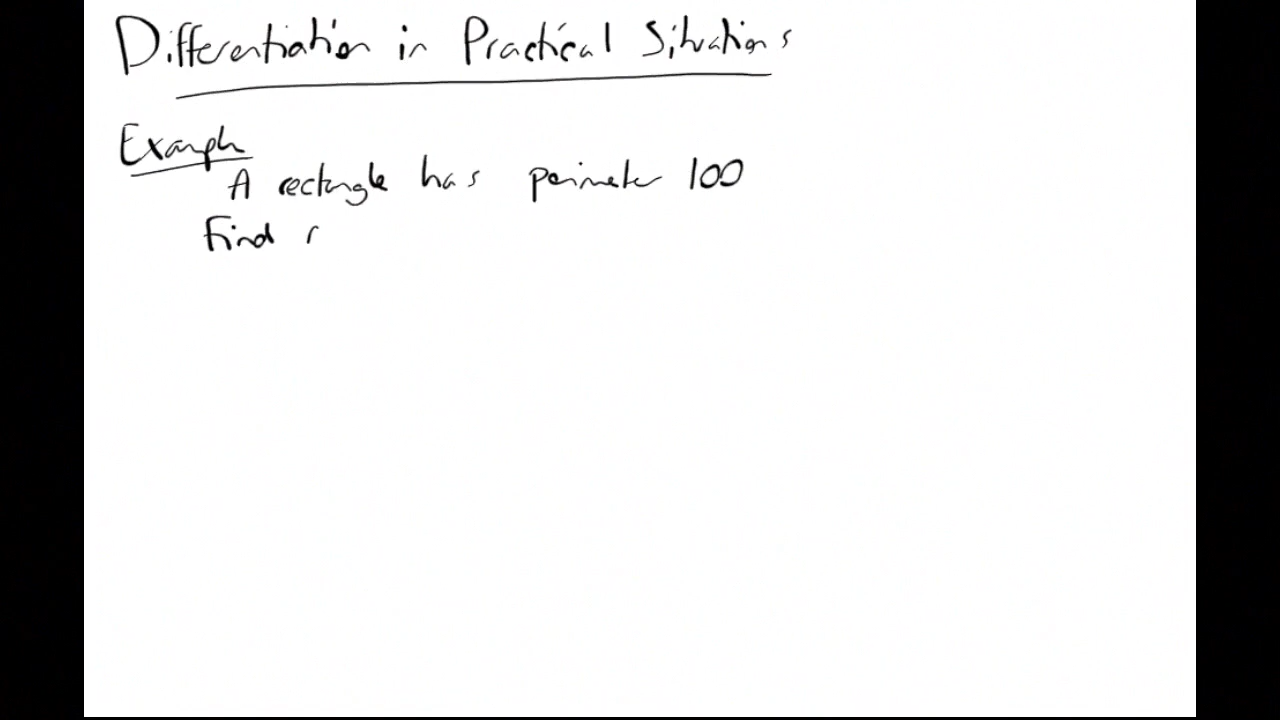 Differentiation in Practical Situations
Example
A rectangle has perimeter 100
Find